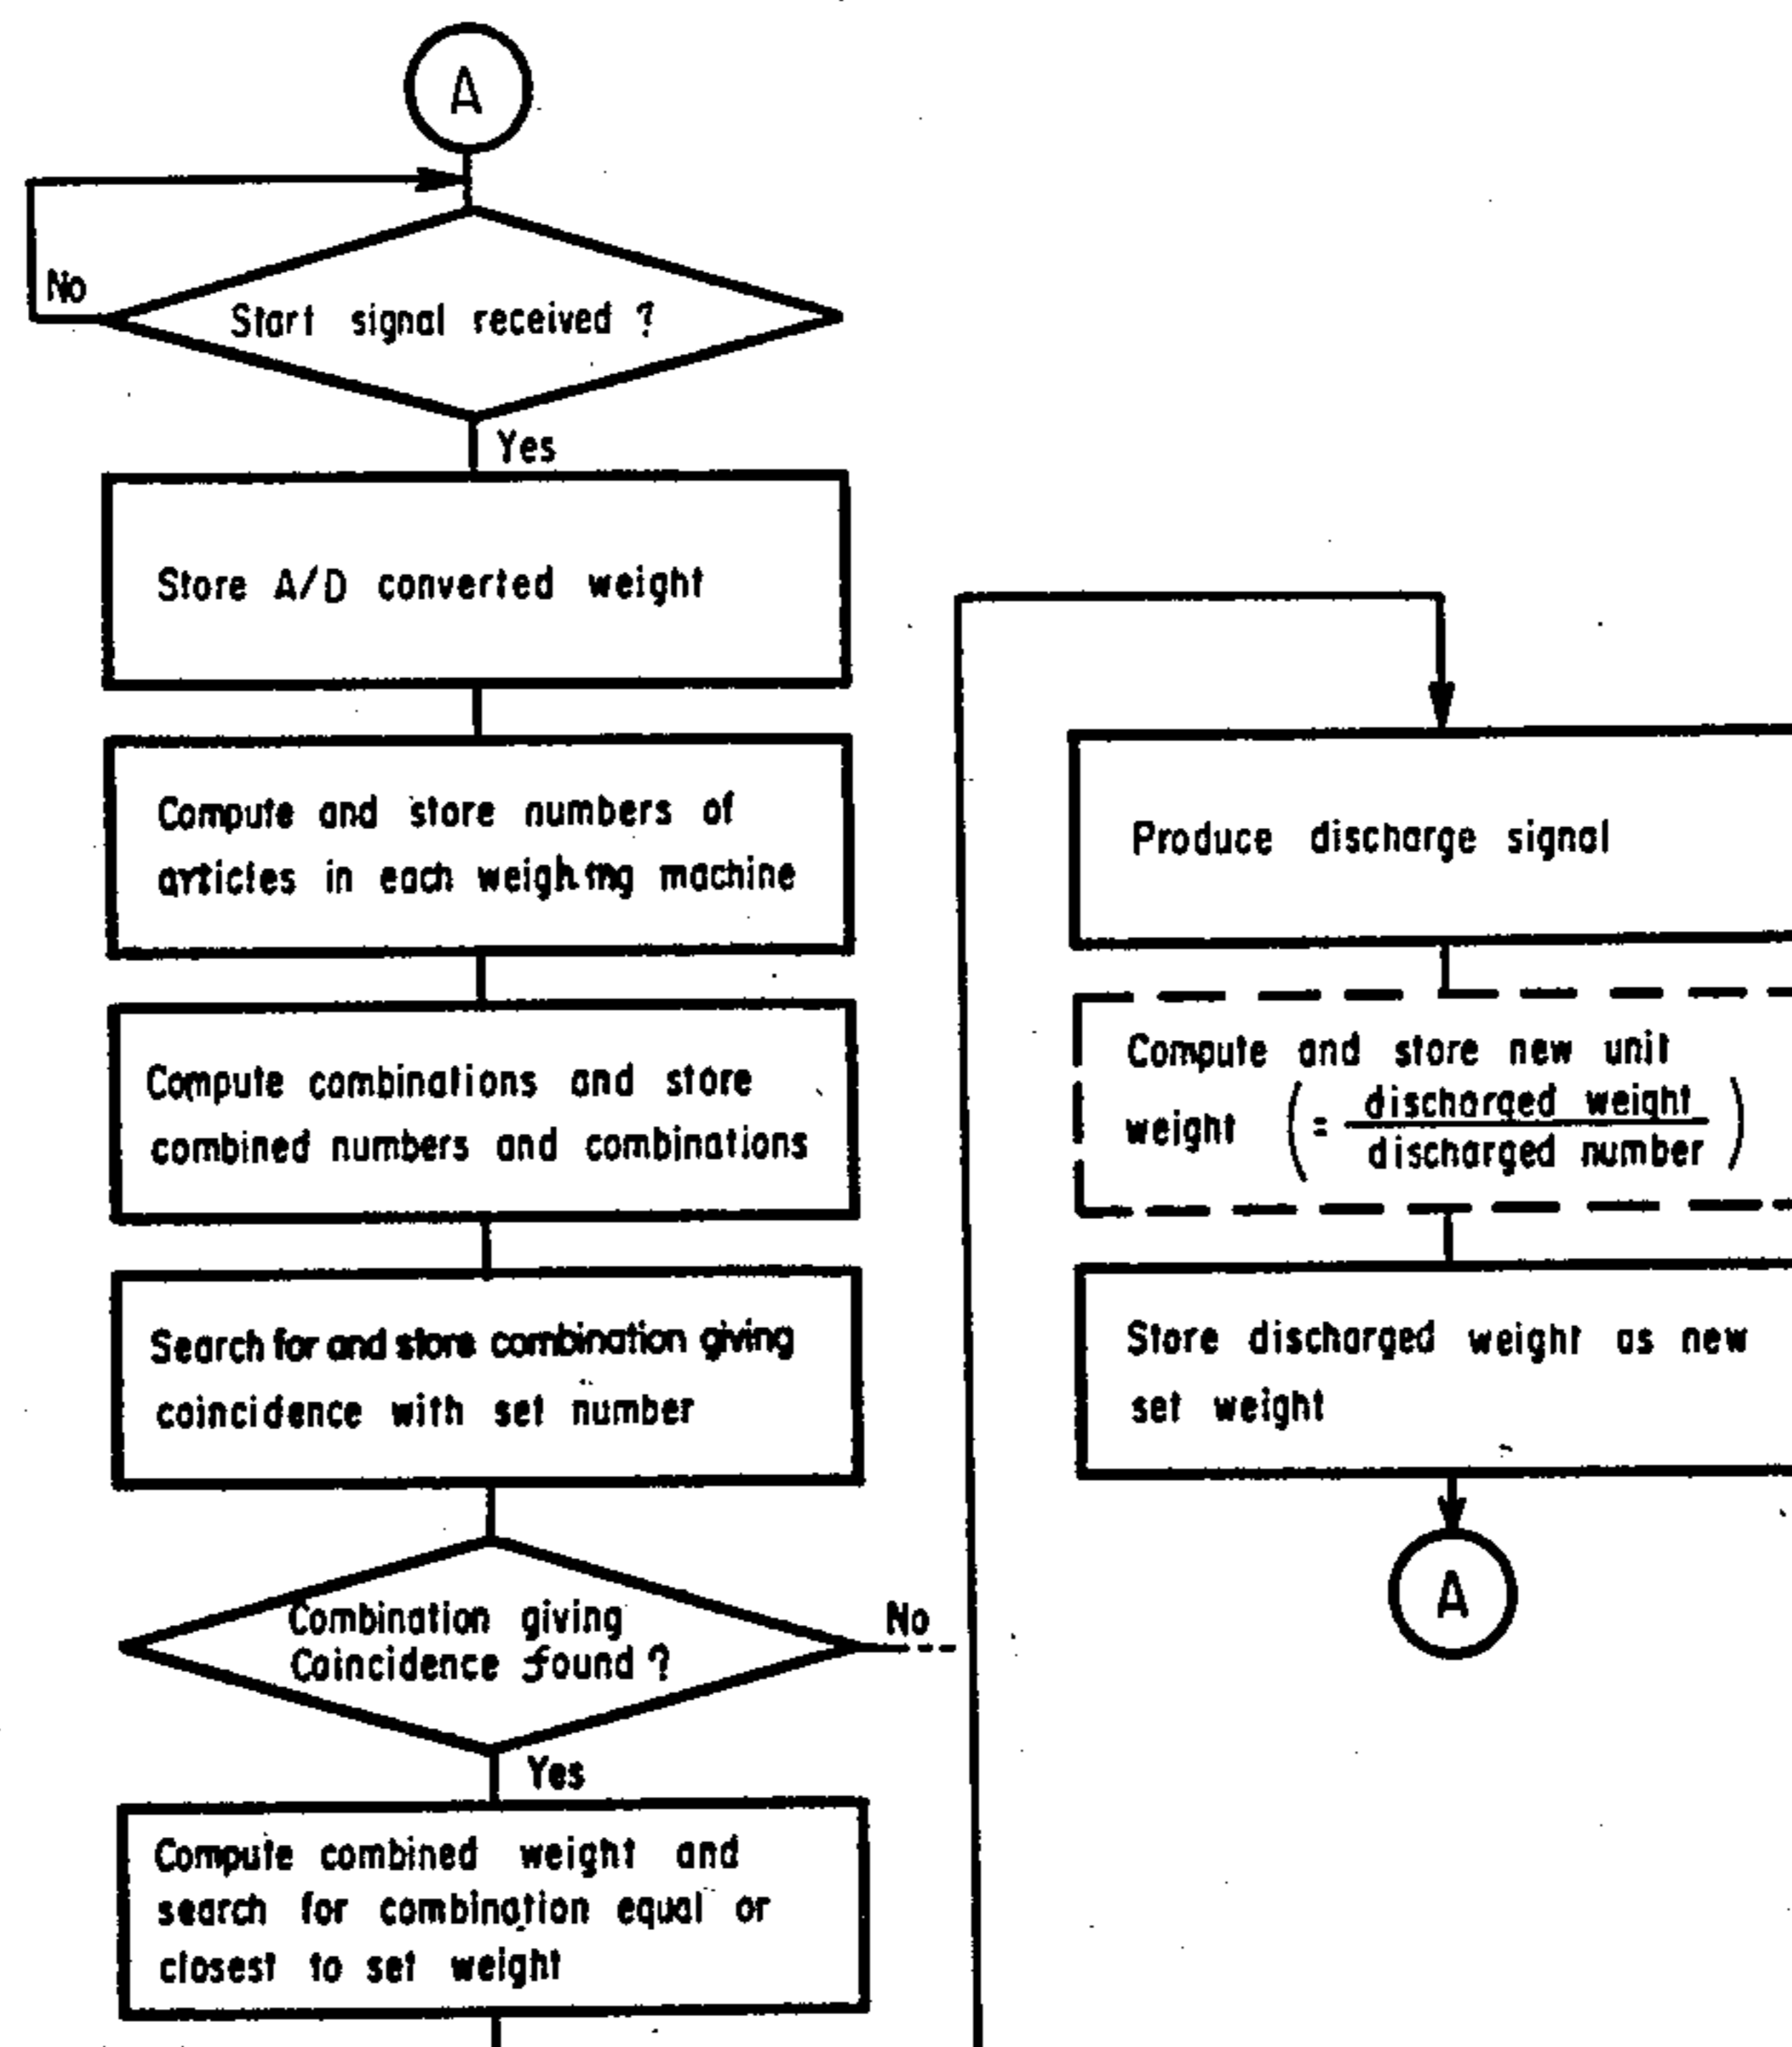 A
No
Start signal received ?
Yes
Store A/D converted weight
Compute and store numbers of
articles in each weighing machine
Compute combinations and store
combined numbers and combinations
Search for and store combination giving
coincidence with set number
Combination giving
Coincidence found ?
No
Yes
Compute combined weight and
search for combination equal or
closest to set weight
Produce discharge signal
Compute and store new unit
weight (= discharged weight
discharged number)
Store discharged weight as new
set weight
A